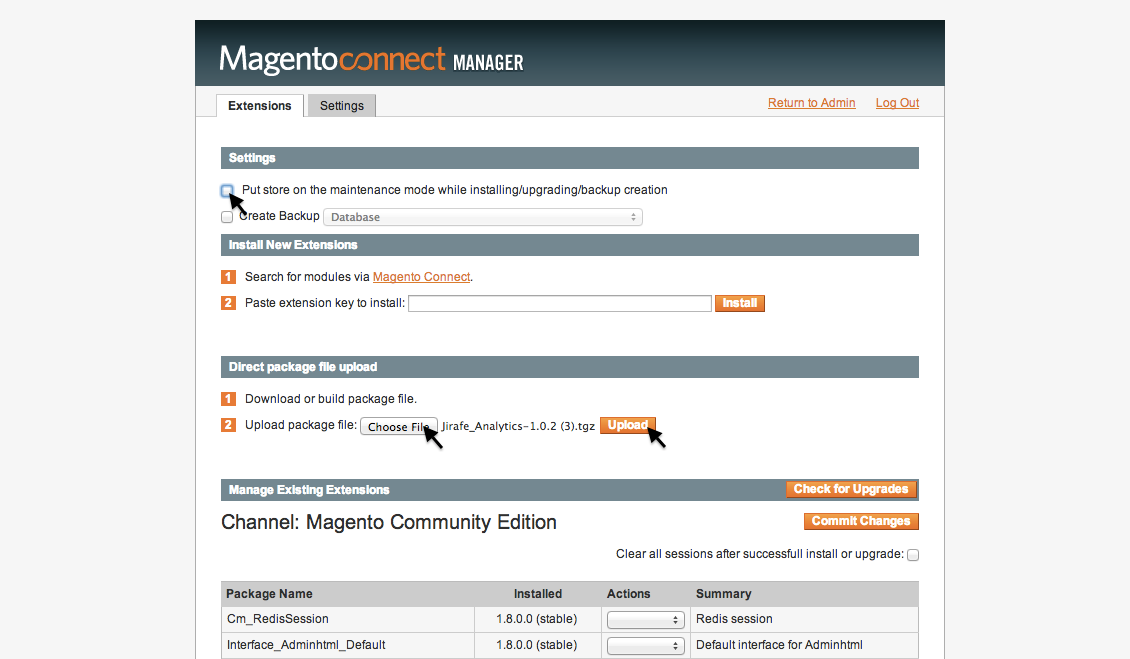 Magentoconnect MANAGER
Extensions Settings Return to Admin Log Out
Settings
Put store on the maintenance mode while installing/upgrading/backup creation
Create Backup Database
Install New Extensions
1 Search for modules via Magento Connect.
2 Paste extension key to install: Install
Direct package file upload
1 Download or build package file.
2 Upload package file: Choose File Jirafe_Analytics-1.0.2 (3).tgz Upload
Manage Existing Extensions Check for Upgrades
Channel: Magento Community Edition Commit Changes
Clear all sessions after successfull install or upgrade:
Package Name Installed Actions Summary
Cm_RedisSession 1.8.0.0 (stable) Redis session
Interface_Adminhtml_Default 1.8.0.0 (stable) Default interface for Adminhtml